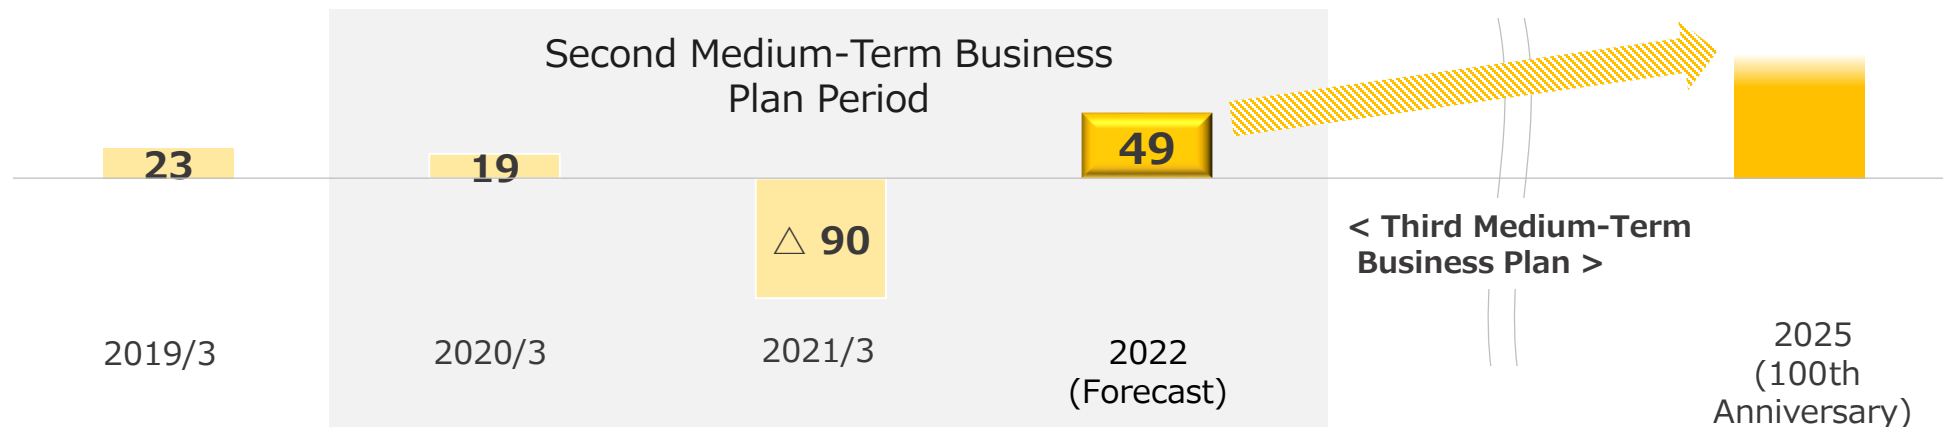 Second Medium-Term Business
Plan Period
23
19
△ 90
49
< Third Medium-Term
Business Plan >
2019/3
2020/3
2021/3
2022
(Forecast)
2025
(100th
Anniversary)